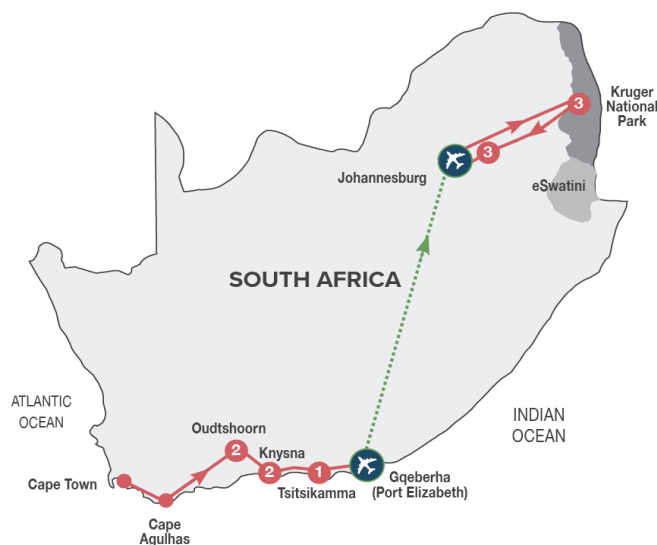 3
Kruger
National
Park
3
Johannesburg
eSwatini
SOUTH AFRICA
ATLANTIC
OCEAN
INDIAN
OCEAN
Oudtshoorn
2
Knysna
2
1
Tsitsikamma
Gqeberha
(Port Elizabeth)
Cape Town
Cape
Agulhas